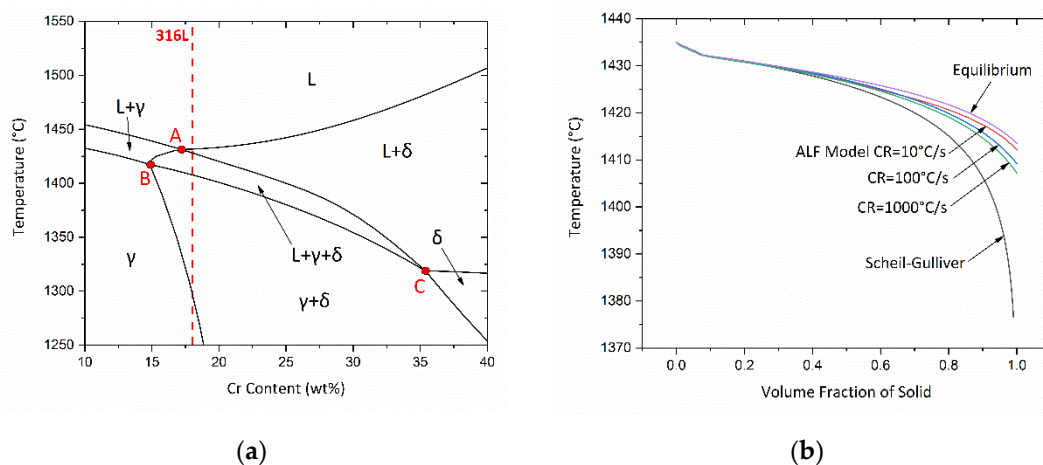 1550
1500
1450
1400
1350
1300
1250
Temperature (°C)
10
15
20
25
30
35
40
Cr Content (wt%)
316L
L
L+γ
A
L+δ
B
L+γ+δ
δ
γ
γ+δ
C
(a)
1440
1430
1420
1410
1400
1390
1380
1370
Temperature (°C)
0.0
0.2
0.4
0.6
0.8
1.0
Volume Fraction of Solid
Equilibrium
ALF Model CR=10°C/s
CR=100°C/s
CR=1000°C/s
Scheil-Gulliver
(b)